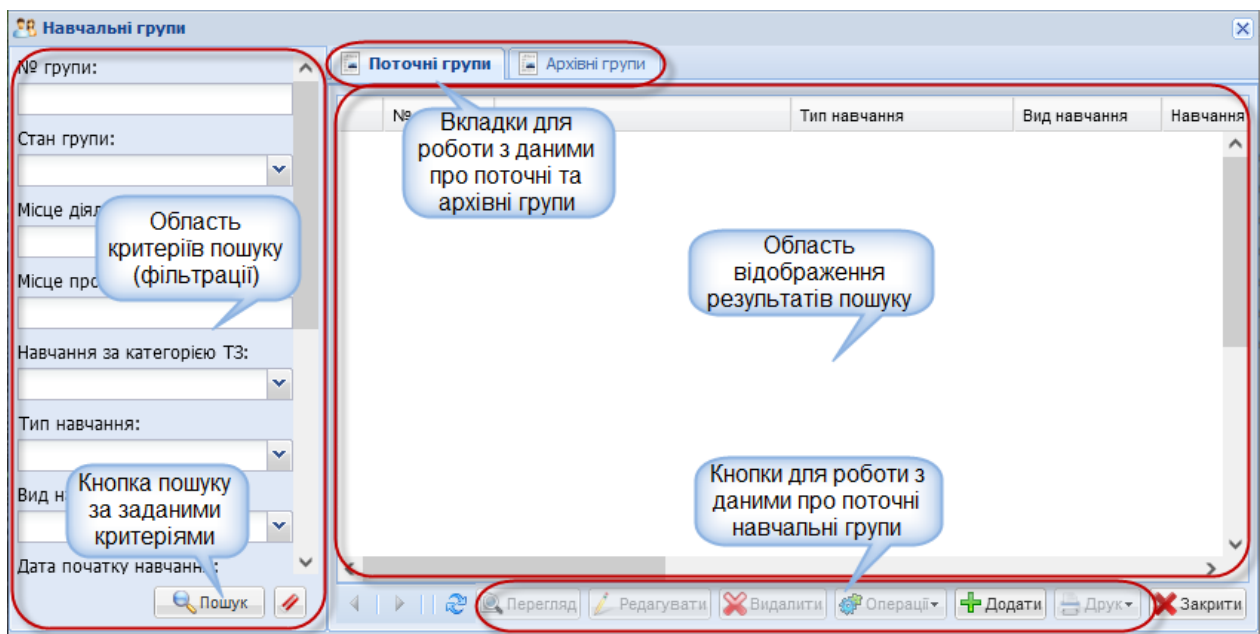 Навчальні групи
№ групи:
Стан групи:
Місце діял
Місце про
Навчання за категорією ТЗ:
Тип навчання:
Вид н
Дата початку навчання:
Пошук
Область
критеріїв пошуку
(фільтрації)
Кнопка пошуку
за заданими
критеріями
Поточні групи
Архівні групи
№
Тип навчання
Вид навчання
Навчання
Вкладки для
роботи з даними
про поточні та
архівні групи
Область
відображення
результатів пошуку
Кнопки для роботи з
даними про поточні
навчальні групи
Перегляд
Редагувати
Видалити
Операції
Додати
Друк
Закрити